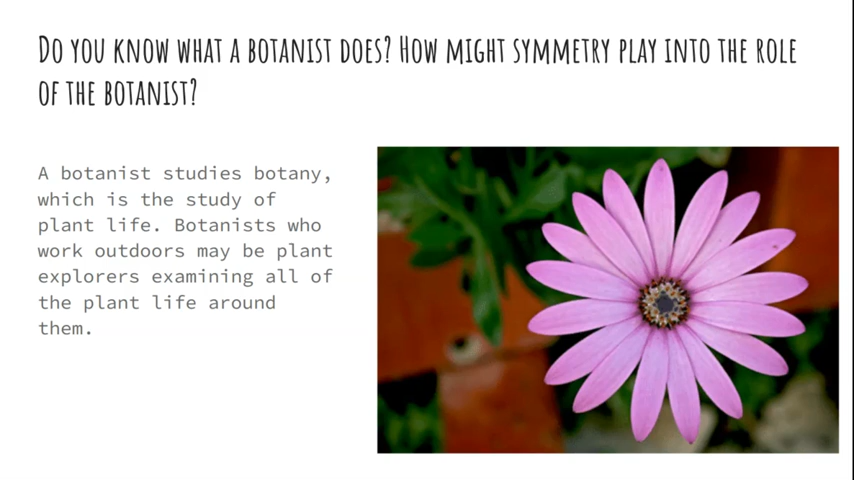 Do you know what a botanist does? How might symmetry play into the role
of the botanist?
A botanist studies botany,
which is the study of
plant life. Botanists who
work outdoors may be plant
explorers examining all of
the plant life around
them.